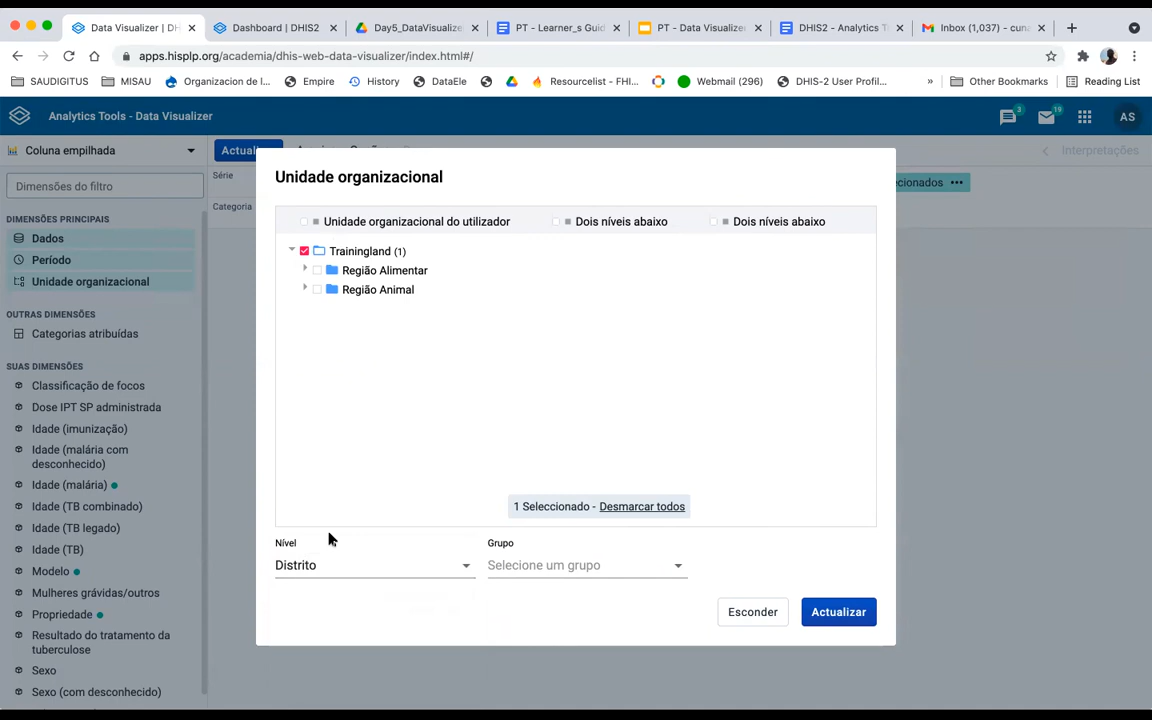 Data Visualizer | DH
Dashboard | DHIS2
Day5_DataVisualize
PT - Learner_s Guid
PT - Data Visualize
DHIS2 - Analytics T
Inbox (1,037) - cun
apps.hisplp.org/academia/dhis-web-data-visualizer/index.html#/
SAUDIGITUS
MISAU
Organizacion de l...
Empire
History
DataEle
Resourcelist - FHI...
Webmail (296)
DHIS-2 User Profil...
»
Other Bookmarks
Reading List
Analytics Tools - Data Visualizer
3
19
AS
Coluna empilhada
Actuali
Interpretações
Dimensões do filtro
Série
Categoria
cionados •••
DIMENSÕES PRINCIPAIS
Dados
Período
Unidade organizacional
OUTRAS DIMENSÕES
Categorias atribuídas
SUAS DIMENSÕES
Classificação de focos
Dose IPT SP administrada
Idade (imunização)
Idade (malária com
desconhecido)
Idade (malária)
Idade (TB combinado)
Idade (TB legado)
Idade (TB)
Modelo
Mulheres grávidas/outros
Propriedade
Resultado do tratamento da
tuberculose
Sexo
Sexo (com desconhecido)
Unidade organizacional
Unidade organizacional do utilizador
Dois níveis abaixo
Dois níveis abaixo
Trainingland (1)
Região Alimentar
Região Animal
1 Seleccionado - Desmarcar todos
Nível
Grupo
Distrito
Selecione um grupo
Esconder
Actualizar